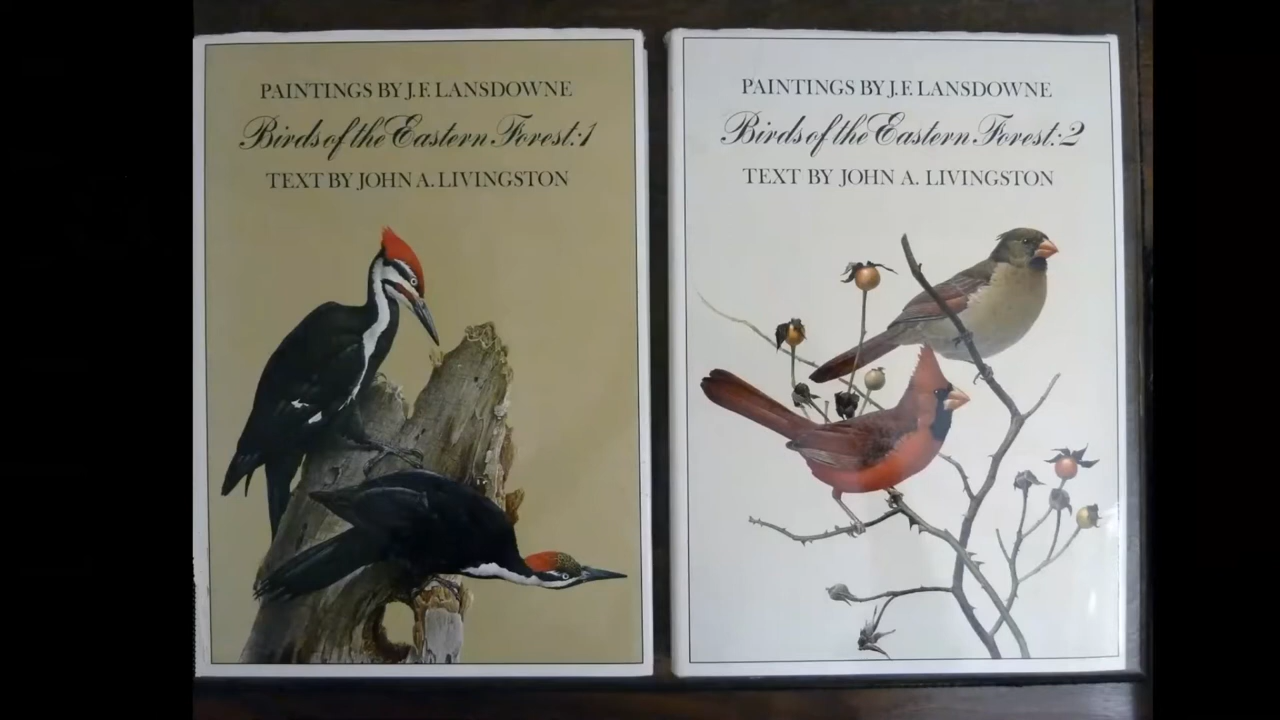 PAINTINGS BY J.F. LANSDOWNE
Birds of the Eastern Forest:1
TEXT BY JOHN A. LIVINGSTON
PAINTINGS BY J.F. LANSDOWNE
Birds of the Eastern Forest:2
TEXT BY JOHN A. LIVINGSTON